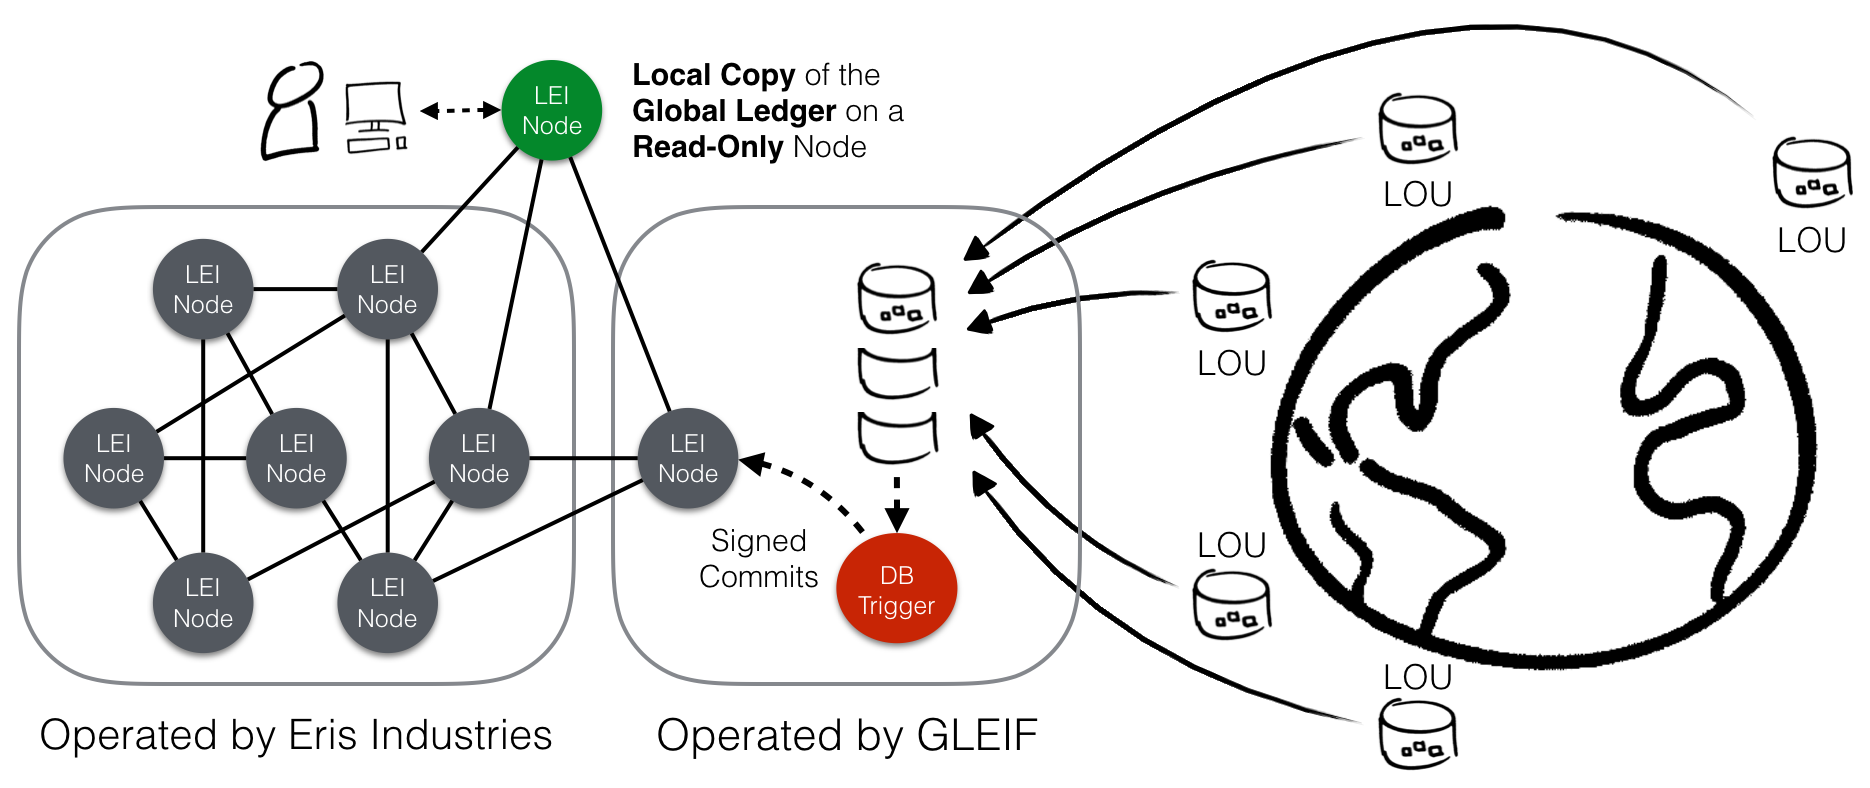 LEI
Node
Local Copy of the
Global Ledger on a
Read-Only Node
LOU
LOU
LEI
Node
LEI
Node
LOU
LEI
Node
LEI
Node
LEI
Node
LEI
Node
Signed
Commits
LOU
LEI
Node
LEI
Node
DB
Trigger
LOU
Operated by Eris Industries
Operated by GLEIF